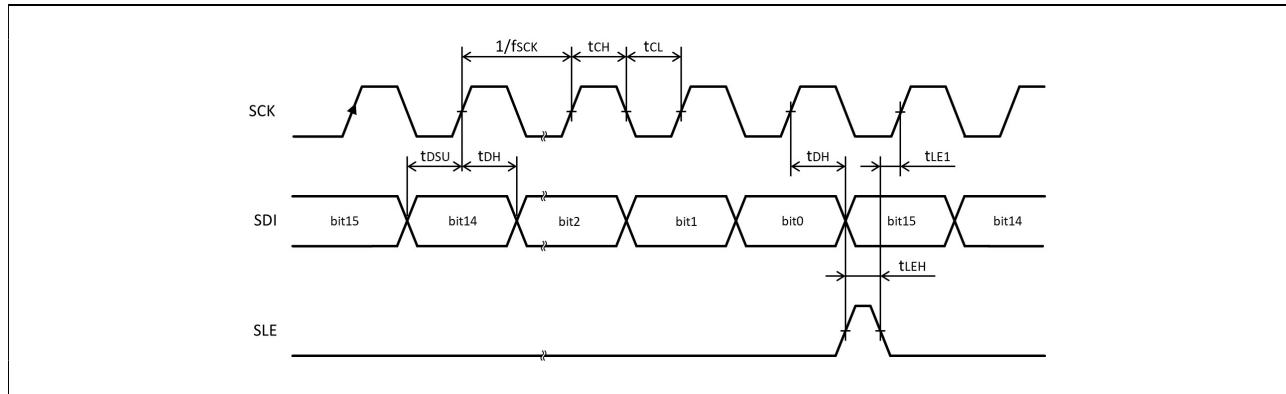 1/fSCK tCH tCL
SCK
tDSU tDH tDH tLE1
SDI bit15 bit14 bit2 bit1 bit0 bit15 bit14
tLEH
SLE